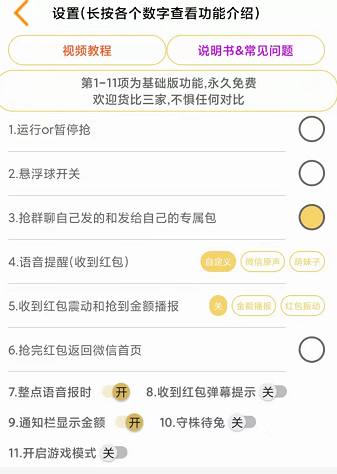 设置(长按各个数字查看功能介绍)
视频教程 说明书&常见问题
第1-11项为基础版功能,永久免费
欢迎货比三家,不惧任何对比
1.运行or暂停抢
2.悬浮球开关
3.抢群聊自己发的和发给自己的专属包
4.语音提醒(收到红包) 自定义 微信原声 萌妹子
5.收到红包震动和抢到金额播报 关 金额播报 红包振动
6.抢完红包返回微信首页
7.整点语音报时 开 8.收到红包弹幕提示 关
9.通知栏显示金额 开 10.守株待兔 关
11.开启游戏模式 关